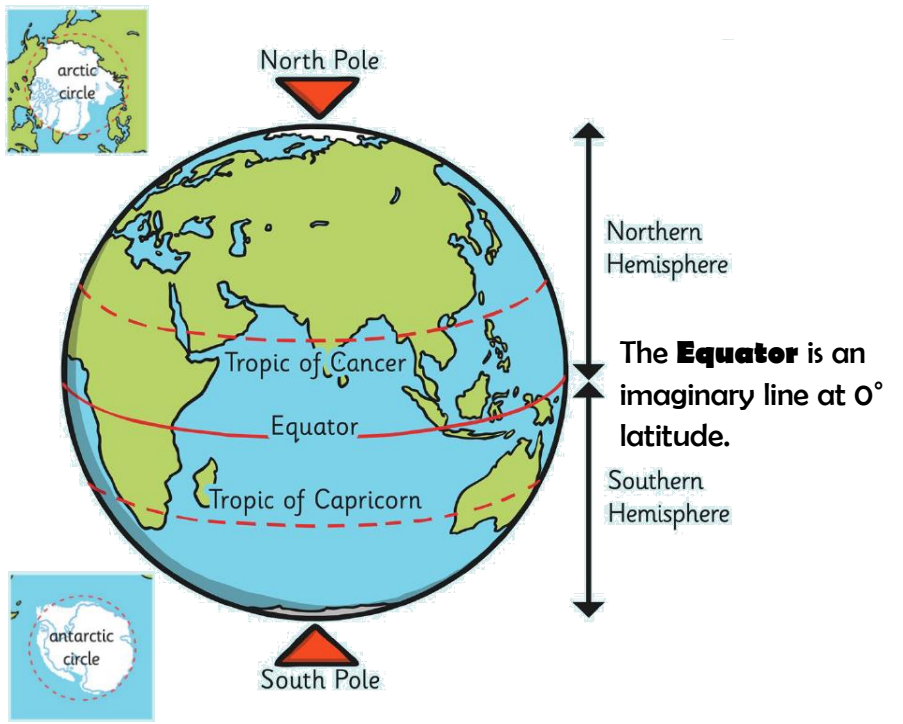 arctic
circle
North Pole
Northern
Hemisphere
Tropic of Cancer
The Equator is an
imaginary line at 0°
latitude.
Equator
Tropic of Capricorn
Southern
Hemisphere
antarctic
circle
South Pole